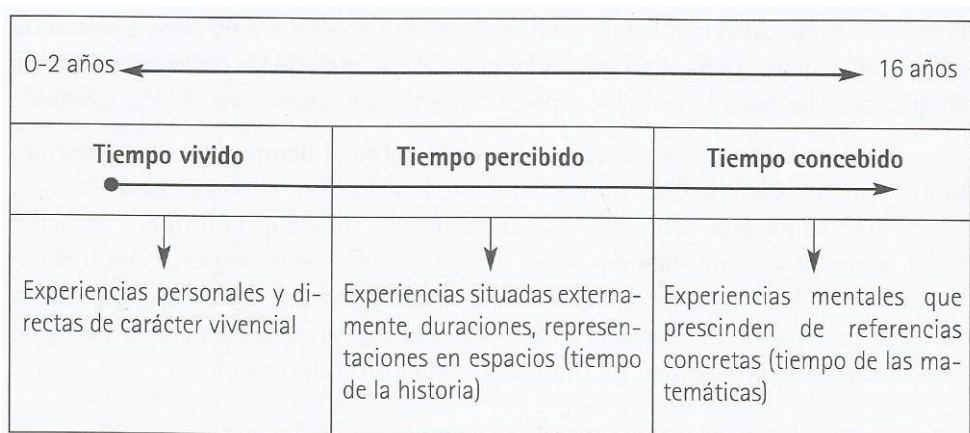 0-2 años
16 años
Tiempo vivido
Tiempo percibido
Tiempo concebido
Experiencias personales y di-
rectas de carácter vivencial
Experiencias situadas externa-
mente, duraciones, represen-
taciones en espacios (tiempo
de la historia)
Experiencias mentales que
prescinden de referencias
concretas (tiempo de las ma-
temáticas)